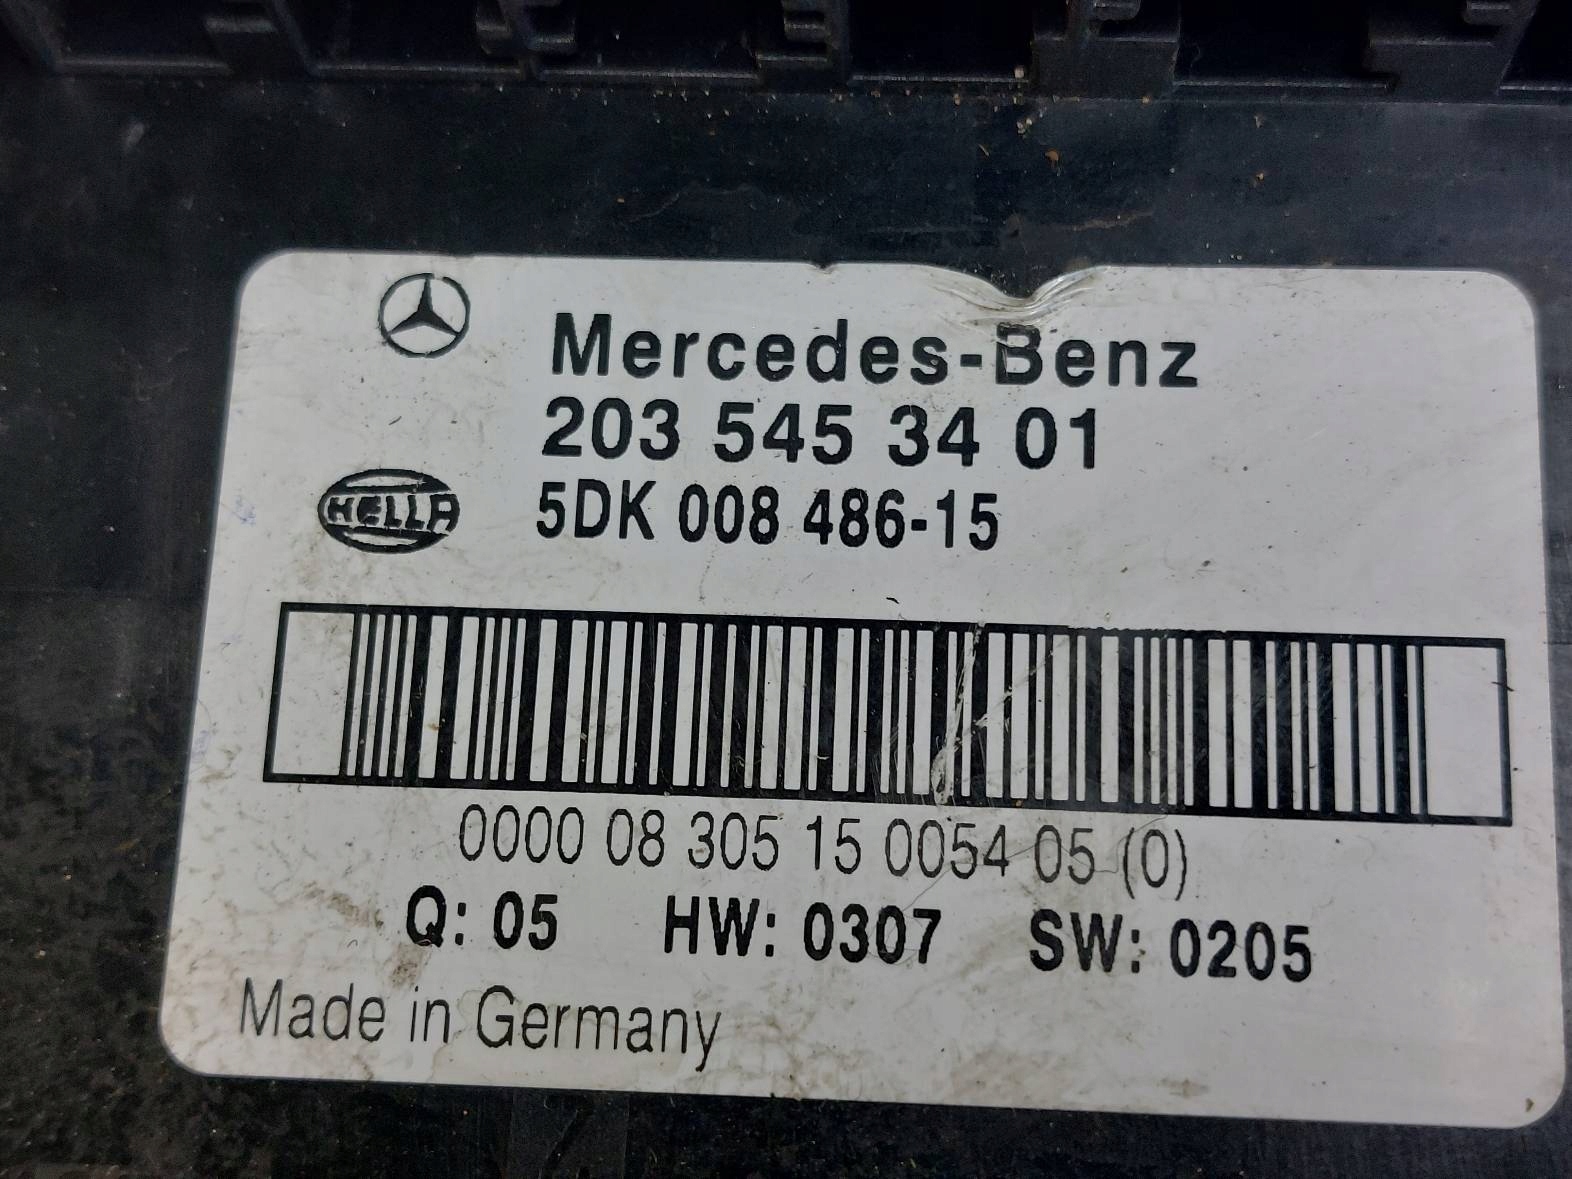 Mercedes-Benz
203 545 34 01
HELLA
5DK 008 486-15
0000 08 305 15 0054 05 (0)
Q: 05 HW: 0307 SW: 0205
Made in Germany